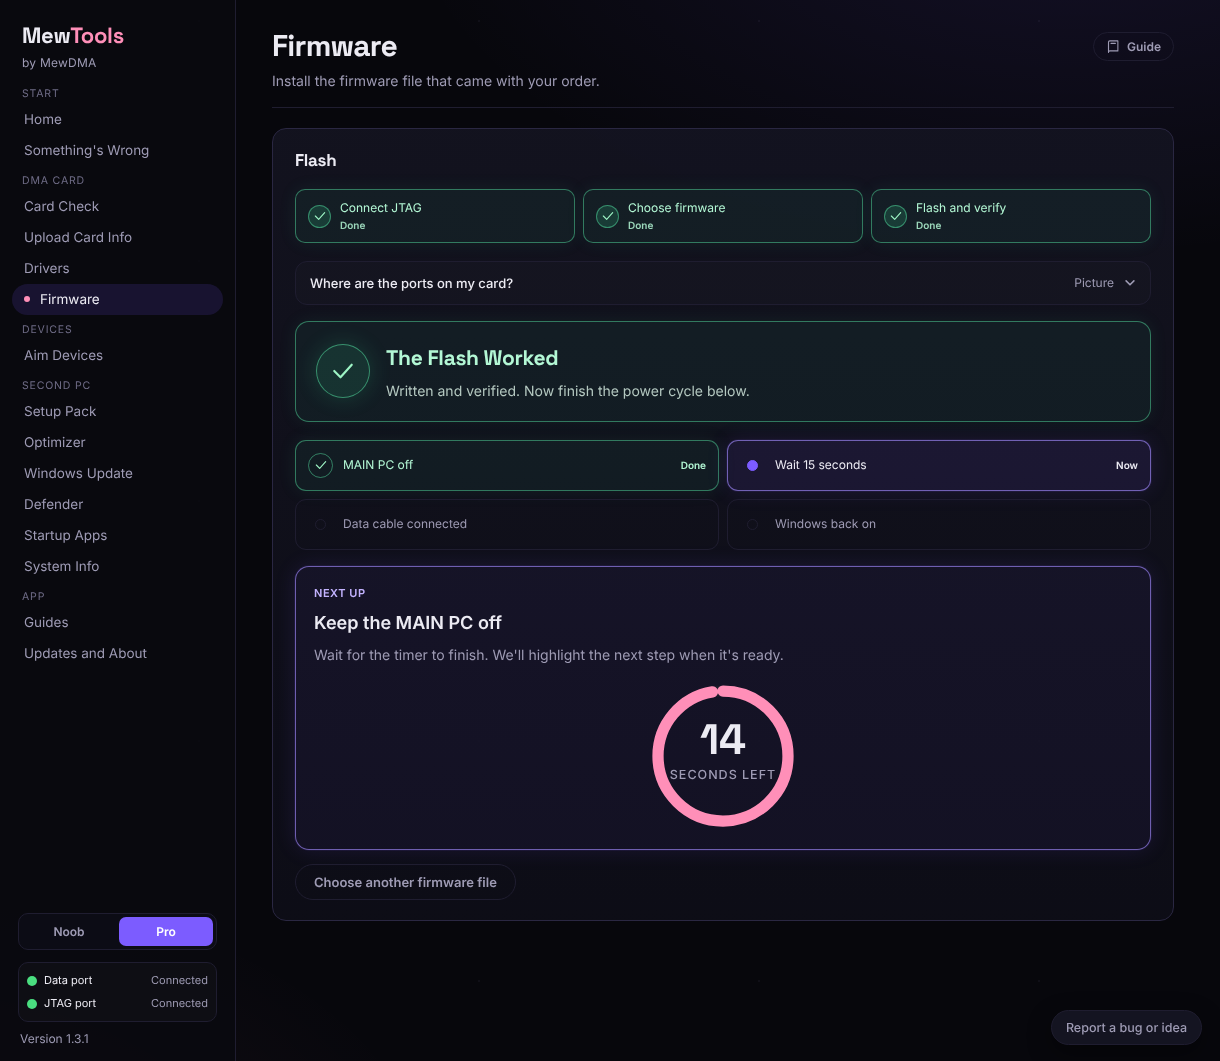 MewTools
by MewDMA
START
Home
Something's Wrong
DMA CARD
Card Check
Upload Card Info
Drivers
Firmware
DEVICES
Aim Devices
SECOND PC
Setup Pack
Optimizer
Windows Update
Defender
Startup Apps
System Info
APP
Guides
Updates and About
Noob
Pro
Data port Connected
JTAG port Connected
Version 1.3.1
Firmware
Guide
Install the firmware file that came with your order.
Flash
Connect JTAG
Done
Choose firmware
Done
Flash and verify
Done
Where are the ports on my card?
Picture
The Flash Worked
Written and verified. Now finish the power cycle below.
MAIN PC off
Done
Wait 15 seconds
Now
Data cable connected
Windows back on
NEXT UP
Keep the MAIN PC off
Wait for the timer to finish. We'll highlight the next step when it's ready.
14
SECONDS LEFT
Choose another firmware file
Report a bug or idea